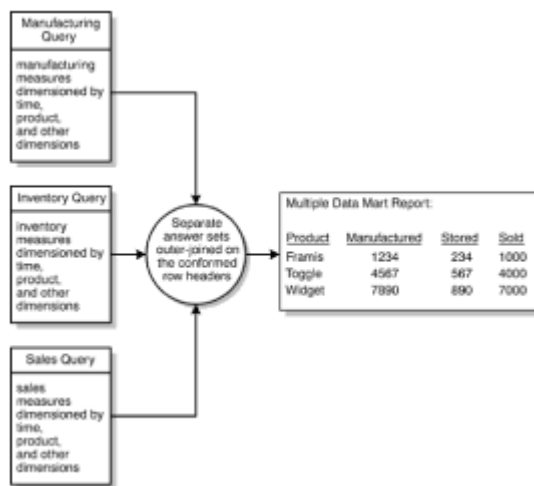 Manufacturing
Query
manufacturing
measures
dimensioned by
time,
product,
and other
dimensions
Inventory Query
inventory
measures
dimensioned by
time,
product,
and other
dimensions
Sales Query
sales
measures
dimensioned by
time,
product,
and other
dimensions
Separate
answer sets
outer-joined on
the conformed
row headers
Multiple Data Mart Report:
Product Manufactured Stored Sold
Framis 1234 234 1000
Toggle 4567 567 4000
Widget 7890 890 7000